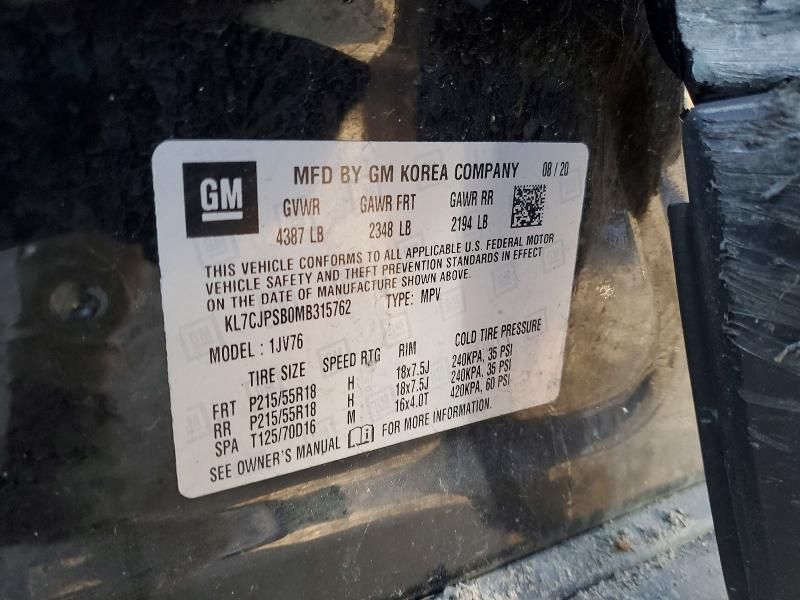 GM
MFD BY GM KOREA COMPANY 08 / 20
GVWR GAWR FRT GAWR RR
4387 LB 2348 LB 2194 LB
THIS VEHICLE CONFORMS TO ALL APPLICABLE U.S. FEDERAL MOTOR
VEHICLE SAFETY AND THEFT PREVENTION STANDARDS IN EFFECT
ON THE DATE OF MANUFACTURE SHOWN ABOVE.
KL7CJPSB0MB315762 TYPE: MPV
MODEL : 1JV76
TIRE SIZE SPEED RTG RIM COLD TIRE PRESSURE
FRT P215/55R18 H 18x7.5J 240KPA, 35 PSI
RR P215/55R18 H 18x7.5J 240KPA, 35 PSI
SPA T125/70D16 M 16x4.0T 420KPA, 60 PSI
SEE OWNER'S MANUAL FOR MORE INFORMATION.